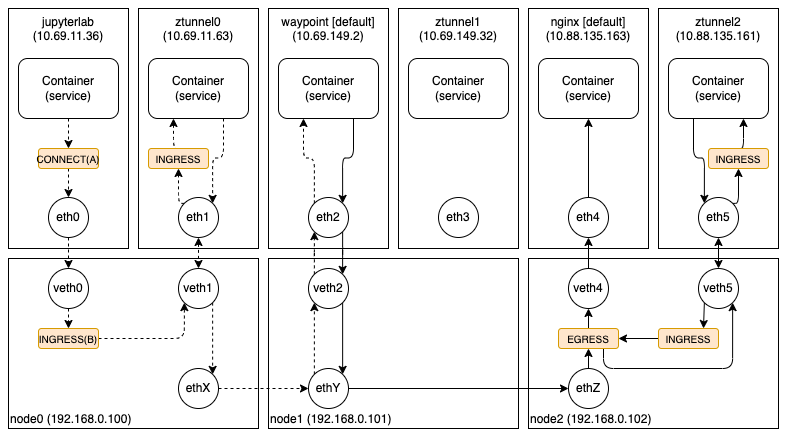 jupyterlab
(10.69.11.36)
ztunnel0
(10.69.11.63)
waypoint [default]
(10.69.149.2)
ztunnel1
(10.69.149.32)
nginx [default]
(10.88.135.163)
ztunnel2
(10.88.135.161)
Container
(service)
Container
(service)
Container
(service)
Container
(service)
Container
(service)
Container
(service)
CONNECT(A)
INGRESS
INGRESS
eth0
eth1
eth2
eth3
eth4
eth5
veth0
veth1
veth2
veth4
veth5
INGRESS(B)
EGRESS
INGRESS
ethX
ethY
ethZ
node0 (192.168.0.100)
node1 (192.168.0.101)
node2 (192.168.0.102)